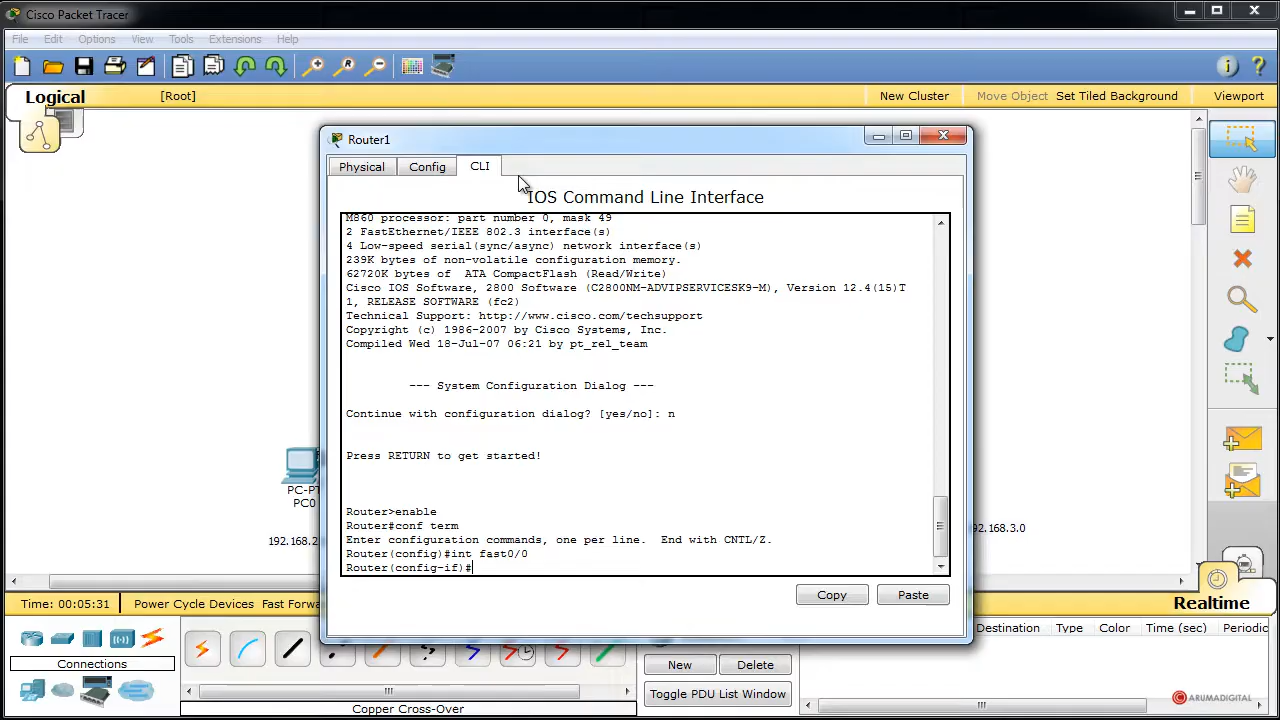 Cisco Packet Tracer
File Edit Options View Tools Extensions Help
Logical [Root] New Cluster Move Object Set Tiled Background Viewport
Router1
Physical Config CLI
IOS Command Line Interface
M860 processor: part number 0, mask 49
2 FastEthernet/IEEE 802.3 interface(s)
4 Low-speed serial(sync/async) network interface(s)
239K bytes of non-volatile configuration memory.
62720K bytes of ATA CompactFlash (Read/Write)
Cisco IOS Software, 2800 Software (C2800NM-ADVIPSERVICESK9-M), Version 12.4(15)T
1, RELEASE SOFTWARE (fc2)
Technical Support: http://www.cisco.com/techsupport
Copyright (c) 1986-2007 by Cisco Systems, Inc.
Compiled Wed 18-Jul-07 06:21 by pt_rel_team
--- System Configuration Dialog ---
Continue with configuration dialog? [yes/no]: n
Press RETURN to get started!
Router>enable
Router#conf term
Enter configuration commands, one per line. End with CNTL/Z.
Router(config)#int fast0/0
Router(config-if)#
PC-PT
PC0
192.168.2
192.168.3.0
Copy Paste
Time: 00:05:31 Power Cycle Devices Fast Forwa Realtime
Connections
Copper Cross-Over
New Delete
Toggle PDU List Window
Destination Type Color Time (sec) Periodic
ARUMADIGITAL